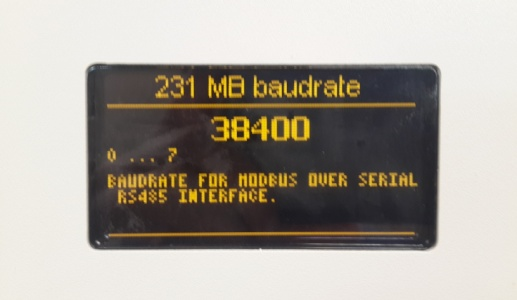 231 MB baudrate
38400
0 ... 7
BAUDRATE FOR MODBUS OVER SERIAL
RS485 INTERFACE.